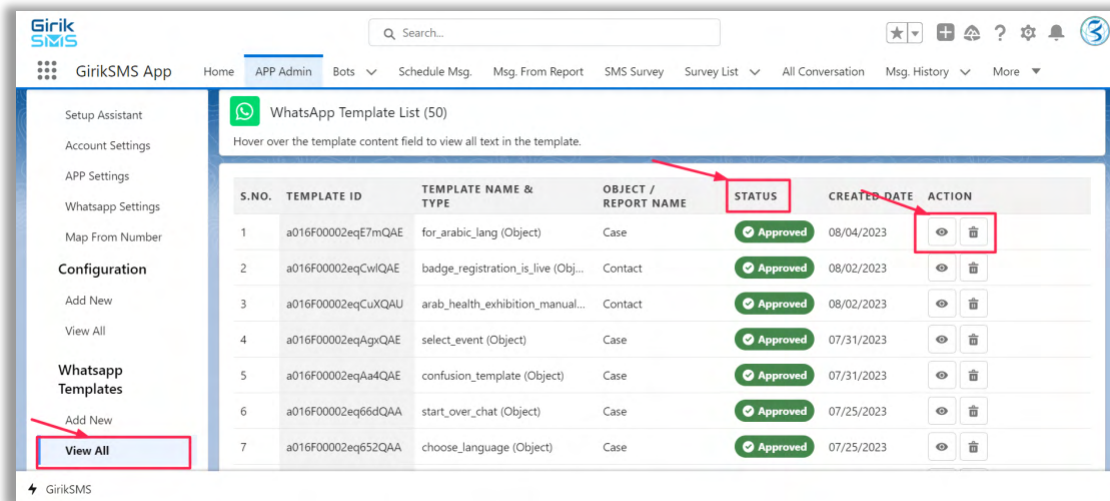 Girik
SMS
Search...
GirikSMS App Home APP Admin Bots Schedule Msg. Msg. From Report SMS Survey Survey List All Conversation Msg. History More
Setup Assistant
Account Settings
APP Settings
Whatsapp Settings
Map From Number
Configuration
Add New
View All
Whatsapp
Templates
Add New
View All
WhatsApp Template List (50)
Hover over the template content field to view all text in the template.
S.NO. TEMPLATE ID TEMPLATE NAME & TYPE OBJECT / REPORT NAME STATUS CREATED DATE ACTION
1 a016F00002eqE7mQAE for_arabic_lang (Object) Case Approved 08/04/2023
2 a016F00002eqCwlQAE badge_registration_is_live (Obj... Contact Approved 08/02/2023
3 a016F00002eqCuXQAU arab_health_exhibition_manual... Contact Approved 08/02/2023
4 a016F00002eqAgxQAE select_event (Object) Case Approved 07/31/2023
5 a016F00002eqAa4QAE confusion_template (Object) Case Approved 07/31/2023
6 a016F00002eq66dQAA start_over_chat (Object) Case Approved 07/25/2023
7 a016F00002eq652QAA choose_language (Object) Case Approved 07/25/2023
GirikSMS